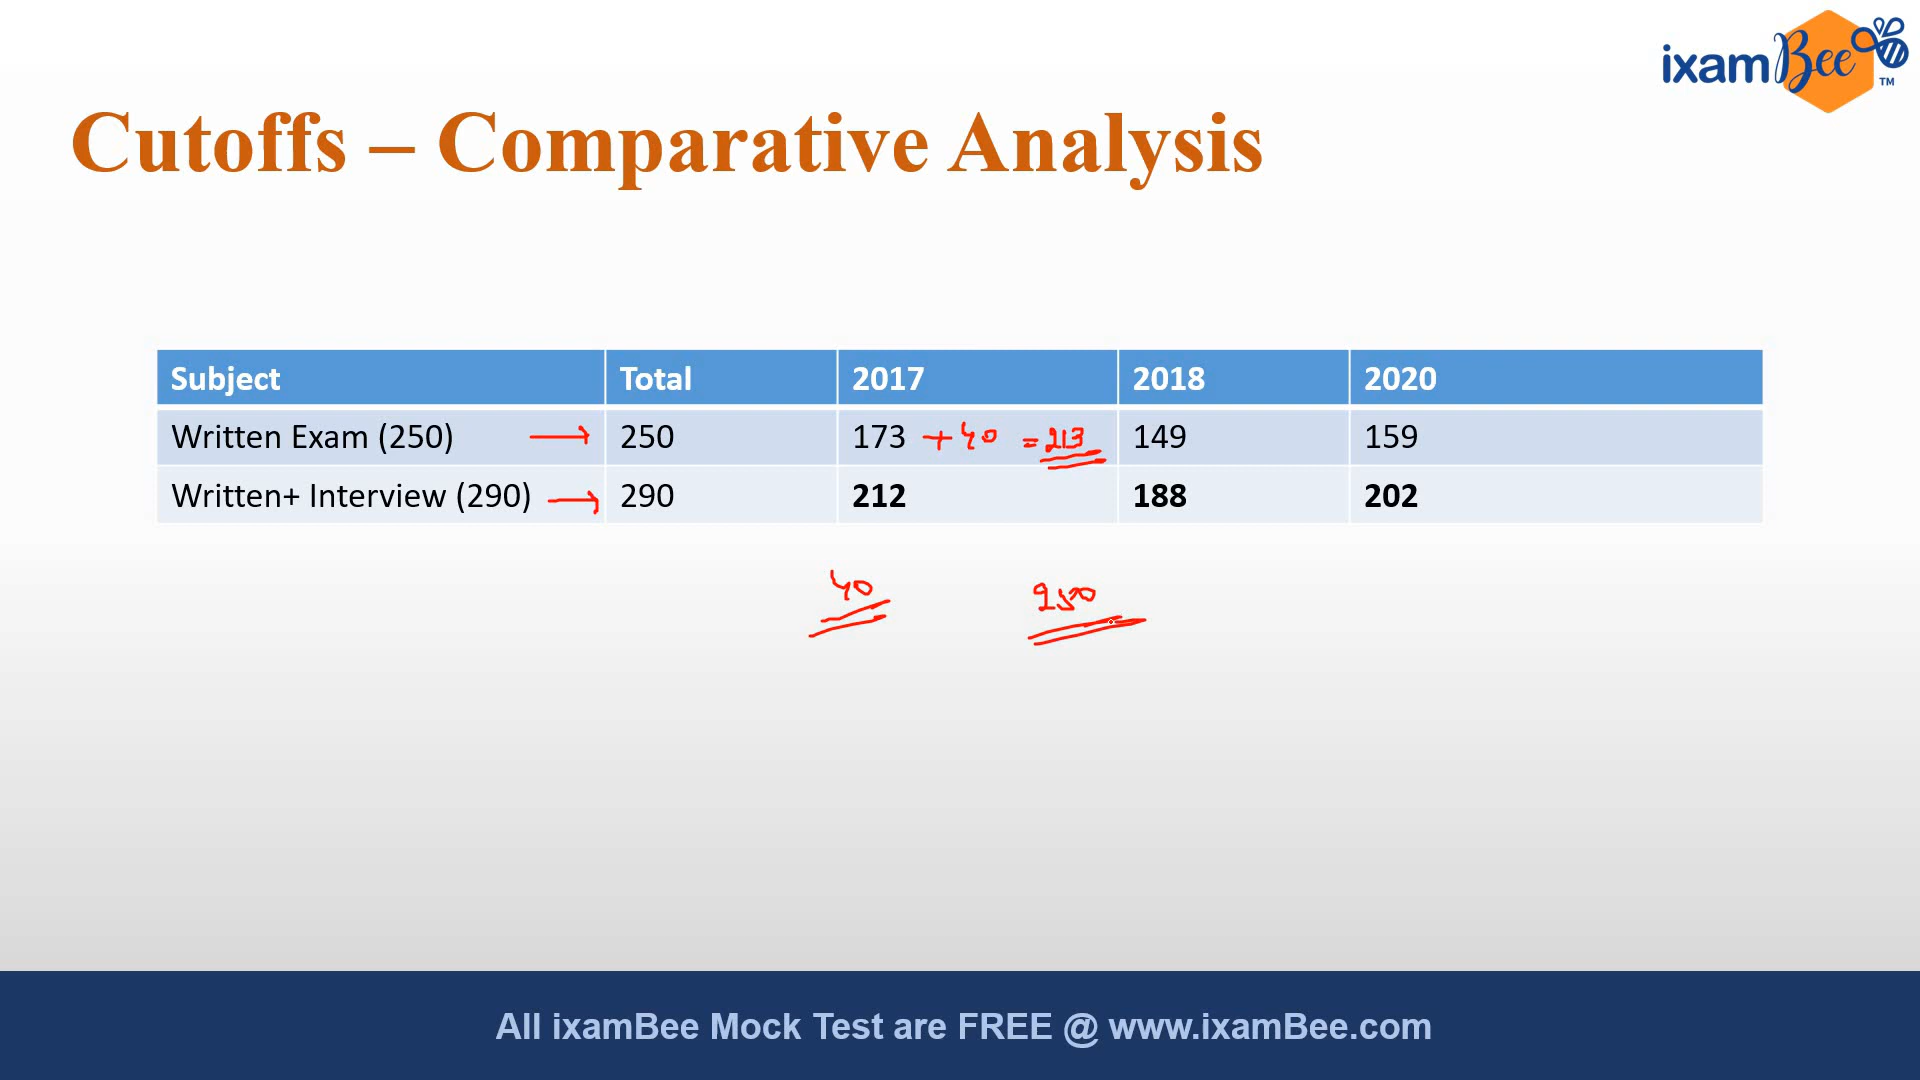 ixamBee TM
Cutoffs – Comparative Analysis
Subject Total 2017 2018 2020
Written Exam (250) → 250 173 + 40 = 213 149 159
Written+ Interview (290) → 290 212 188 202
40 250
All ixamBee Mock Test are FREE @ www.ixamBee.com